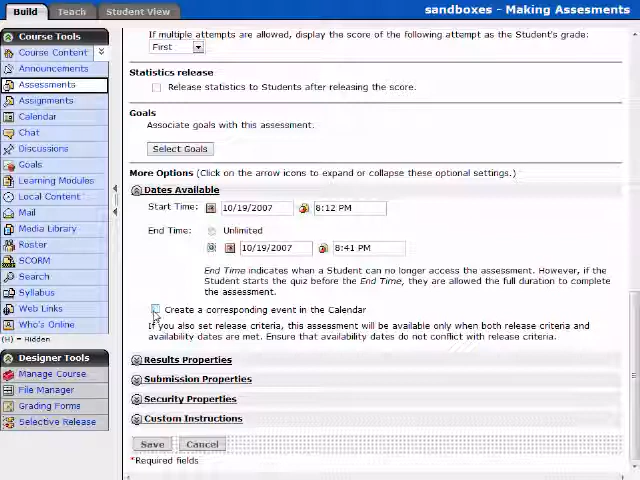 Build
Teach
Student View
sandboxes - Making Assesments
Course Tools
Course Content
Announcements
Assessments
Assignments
Calendar
Chat
Discussions
Goals
Learning Modules
Local Content
Mail
Media Library
Roster
SCORM
Search
Syllabus
Web Links
Who's Online
(H) = Hidden
Designer Tools
Manage Course
File Manager
Grading Forms
Selective Release
If multiple attempts are allowed, display the score of the following attempt as the Student's grade:
First
Statistics release
Release statistics to Students after releasing the score.
Goals
Associate goals with this assessment.
Select Goals
More Options (Click on the arrow icons to expand or collapse these optional settings.)
Dates Available
Start Time: 10/19/2007 8:12 PM
End Time: Unlimited
10/19/2007 8:41 PM
End Time indicates when a Student can no longer access the assessment. However, if the
Student starts the quiz before the End Time, they are allowed the full duration to complete
the assessment.
Create a corresponding event in the Calendar
If you also set release criteria, this assessment will be available only when both release criteria and
availability dates are met. Ensure that availability dates do not conflict with release criteria.
Results Properties
Submission Properties
Security Properties
Custom Instructions
Save Cancel
*Required fields